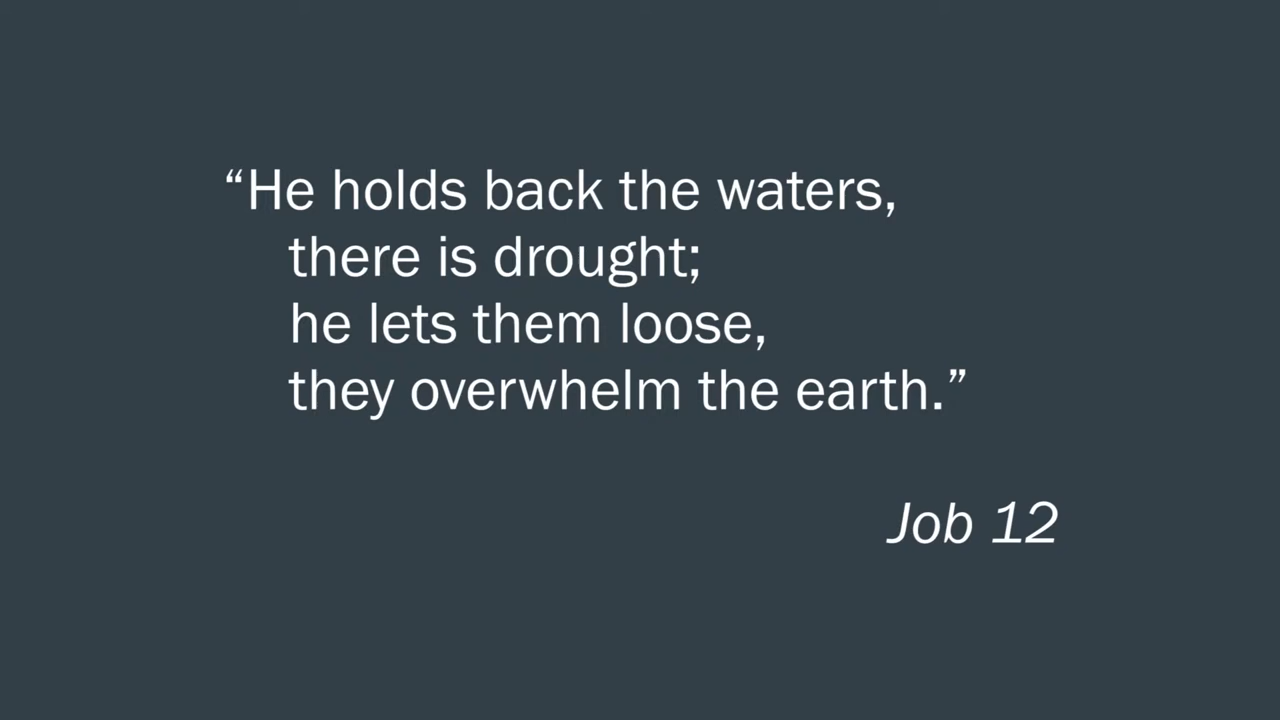 “He holds back the waters,
there is drought;
he lets them loose,
they overwhelm the earth.”
Job 12